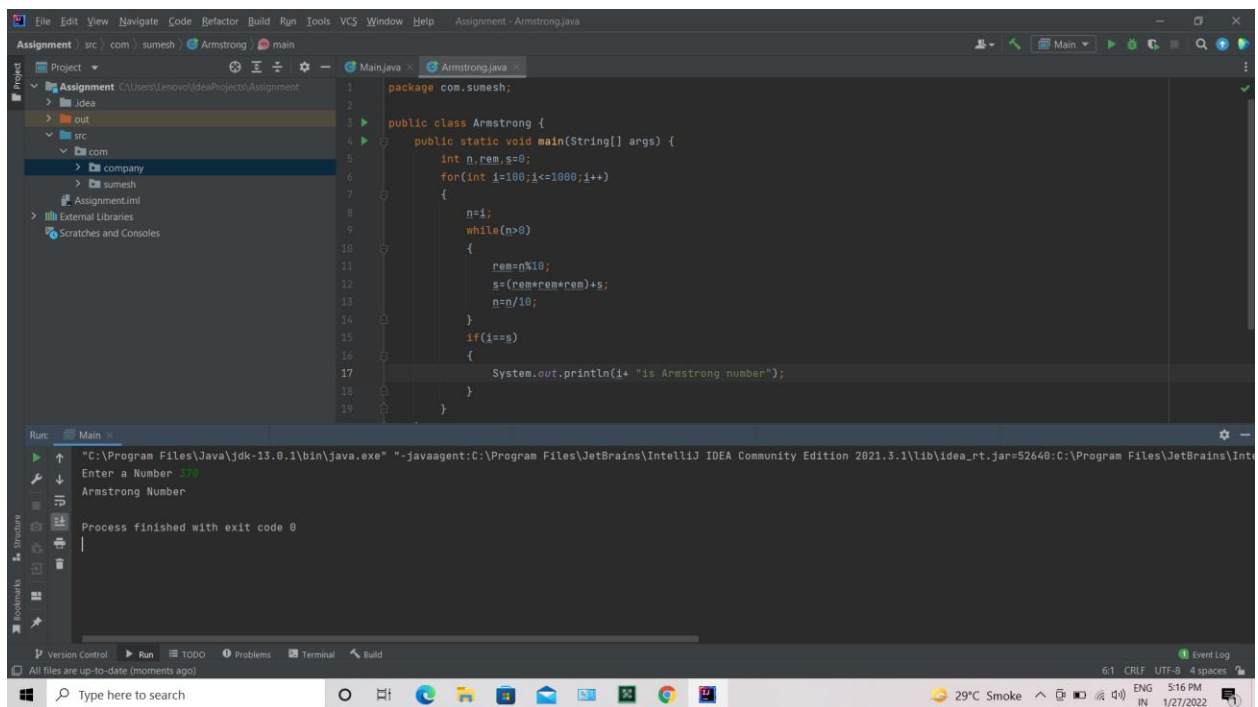 File Edit View Navigate Code Refactor Build Run Tools VCS Window Help Assignment - Armstrong.java
Assignment src com sumesh Armstrong main
Main
Project
Main.java Armstrong.java
Project
Assignment C:\Users\Lenovo\IdeaProjects\Assignment
.idea
out
src
com
company
sumesh
Assignment.iml
External Libraries
Scratches and Consoles
1 package com.sumesh;
2
3 public class Armstrong {
4 public static void main(String[] args) {
5 int n,rem,s=0;
6 for(int i=100;i<=1000;i++)
7 {
8 n=i;
9 while(n>0)
10 {
11 rem=n%10;
12 s=(rem*rem*rem)+s;
13 n=n/10;
14 }
15 if(i==s)
16 {
17 System.out.println(i+ "is Armstrong number");
18 }
19 }
Run: Main
"C:\Program Files\Java\jdk-13.0.1\bin\java.exe" "-javaagent:C:\Program Files\JetBrains\IntelliJ IDEA Community Edition 2021.3.1\lib\idea_rt.jar=52640:C:\Program Files\JetBrains\Inte
Enter a Number 370
Armstrong Number
Process finished with exit code 0
Structure
Bookmarks
Version Control Run TODO Problems Terminal Build
1 Event Log
All files are up-to-date (moments ago)
6:1 CRLF UTF-8 4 spaces
Type here to search
29°C Smoke
ENG
IN
5:16 PM
1/27/2022
1